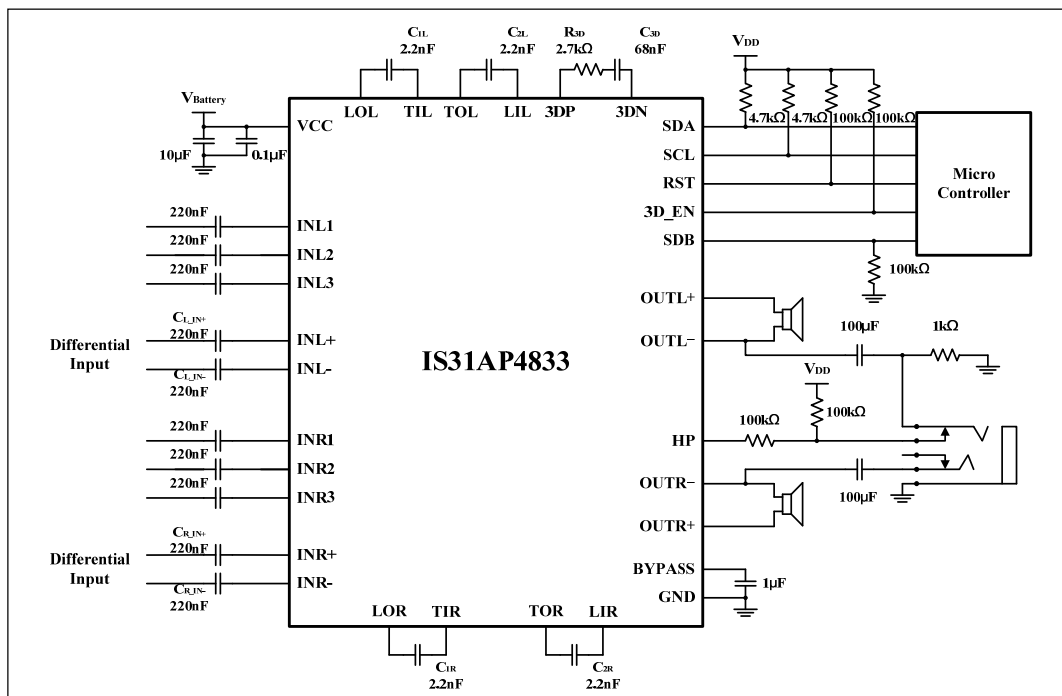 C1L
2.2nF
C2L
2.2nF
R3D
2.7kΩ
C3D
68nF
VDD
VBattery
LOL
TIL
TOL
LIL
3DP
3DN
VCC
10μF
0.1μF
4.7kΩ
4.7kΩ
100kΩ
100kΩ
SDA
SCL
RST
3D_EN
SDB
Micro
Controller
100kΩ
220nF
INL1
220nF
INL2
220nF
INL3
OUTL+
OUTL−
100μF
1kΩ
Differential
Input
CL_IN+
220nF
INL+
INL-
CL_IN-
220nF
IS31AP4833
VDD
100kΩ
100kΩ
HP
220nF
INR1
220nF
INR2
220nF
INR3
OUTR−
OUTR+
100μF
Differential
Input
CR_IN+
220nF
INR+
INR-
CR_IN-
220nF
BYPASS
GND
1μF
LOR
TIR
TOR
LIR
C1R
2.2nF
C2R
2.2nF